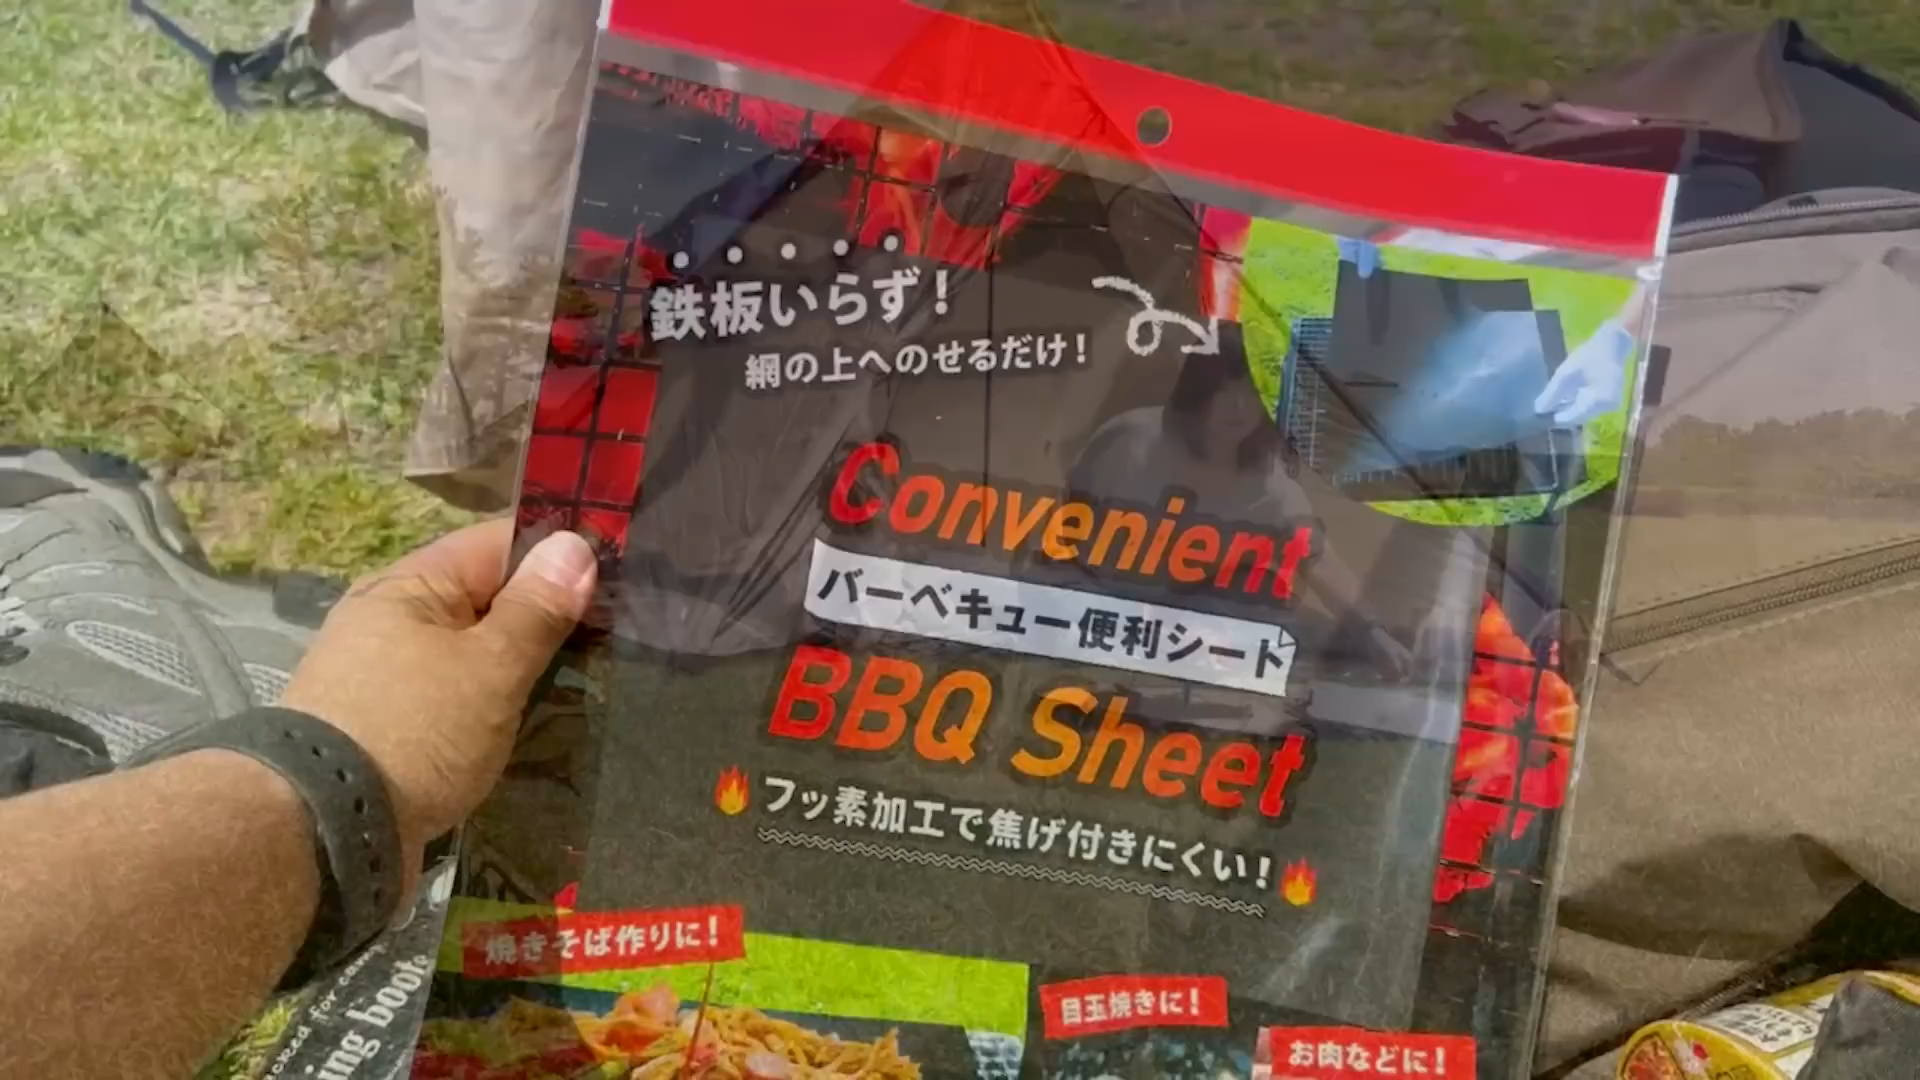 鉄板いらず!
網の上へのせるだけ!
Convenient
バーベキュー便利シート
BBQ Sheet
フッ素加工で焦げ付きにくい!
焼きそば作りに!
目玉焼きに!
お肉などに!
for
ing boots